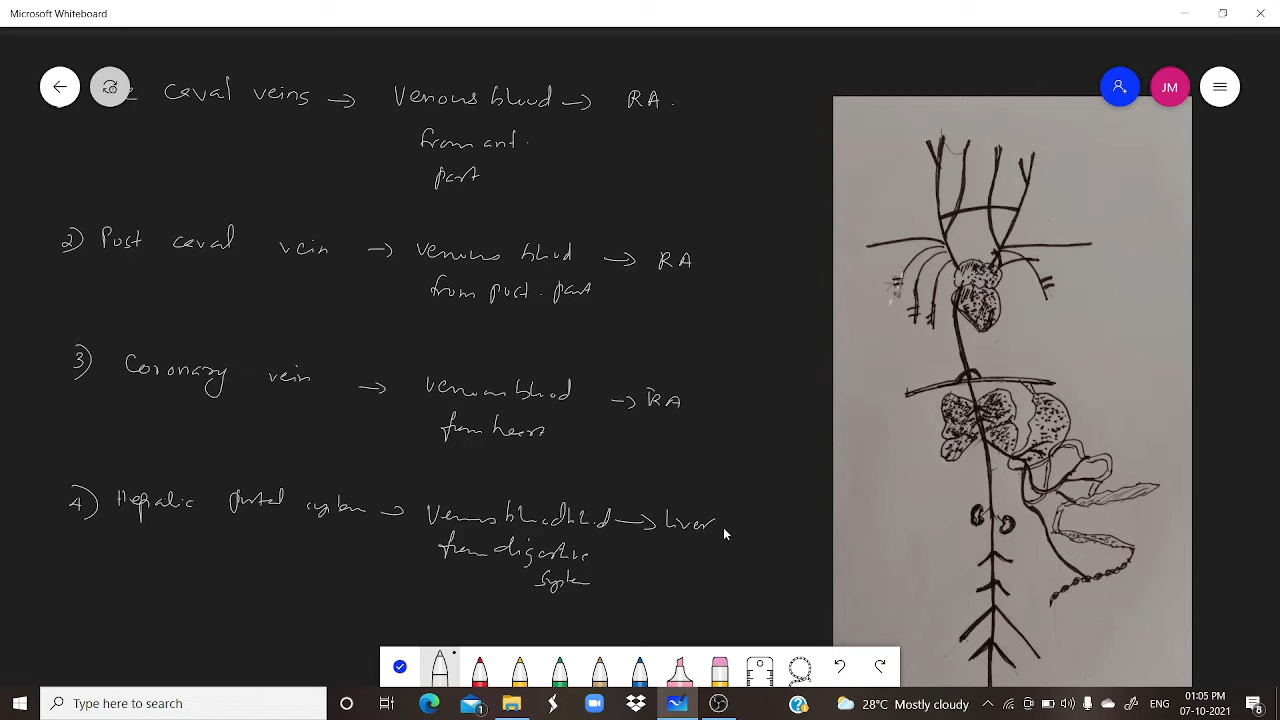 Microsoft Whiteboard
caval veins → Venous blood → RA.
from ant.
part
JM
2) Post caval vein → venous blood → RA
from post. part
3) Coronary vein → venous blood → RA
from heart
4) Hepatic portal system → Venous blood → liver
from digestive
system
Type here to search
1
28°C Mostly cloudy
ENG
01:05 PM
07-10-2021
8